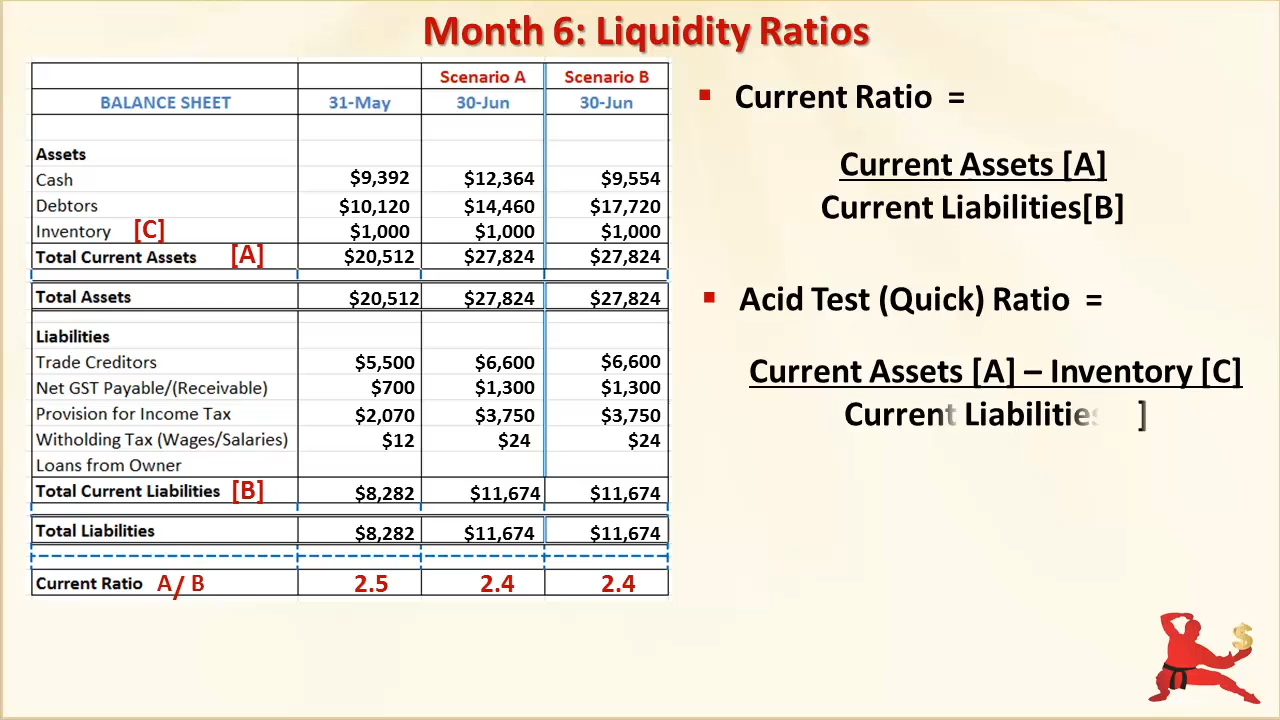 Month 6: Liquidity Ratios
Scenario A Scenario B
BALANCE SHEET 31-May 30-Jun 30-Jun
Assets
Cash $9,392 $12,364 $9,554
Debtors $10,120 $14,460 $17,720
Inventory [C] $1,000 $1,000 $1,000
Total Current Assets [A] $20,512 $27,824 $27,824
Total Assets $20,512 $27,824 $27,824
Liabilities
Trade Creditors $5,500 $6,600 $6,600
Net GST Payable/(Receivable) $700 $1,300 $1,300
Provision for Income Tax $2,070 $3,750 $3,750
Witholding Tax (Wages/Salaries) $12 $24 $24
Loans from Owner
Total Current Liabilities [B] $8,282 $11,674 $11,674
Total Liabilities $8,282 $11,674 $11,674
Current Ratio A/ B 2.5 2.4 2.4
Current Ratio =
Current Assets [A]
Current Liabilities[B]
Acid Test (Quick) Ratio =
Current Assets [A] – Inventory [C]
Current Liabilities ]
$